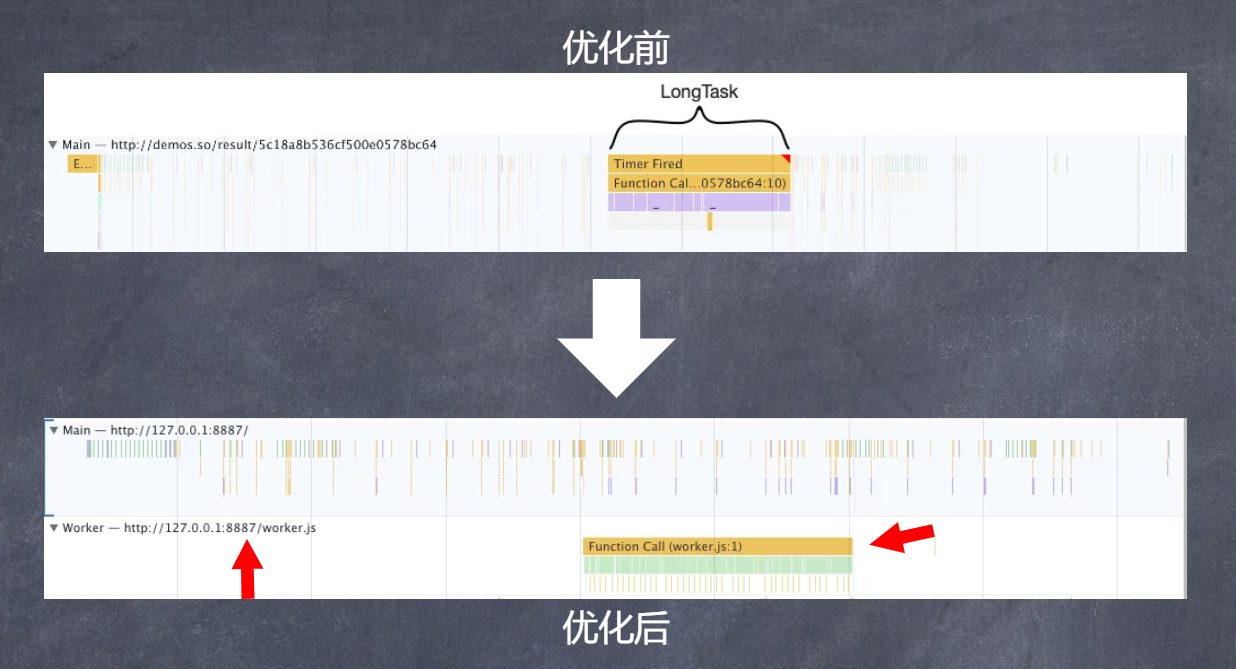 优化前
LongTask
▼ Main — http://demos.so/result/5c18a8b536cf500e0578bc64
E...
Timer Fired
Function Cal...0578bc64:10)
▼ Main — http://127.0.0.1:8887/
▼ Worker — http://127.0.0.1:8887/worker.js
Function Call (worker.js:1)
优化后